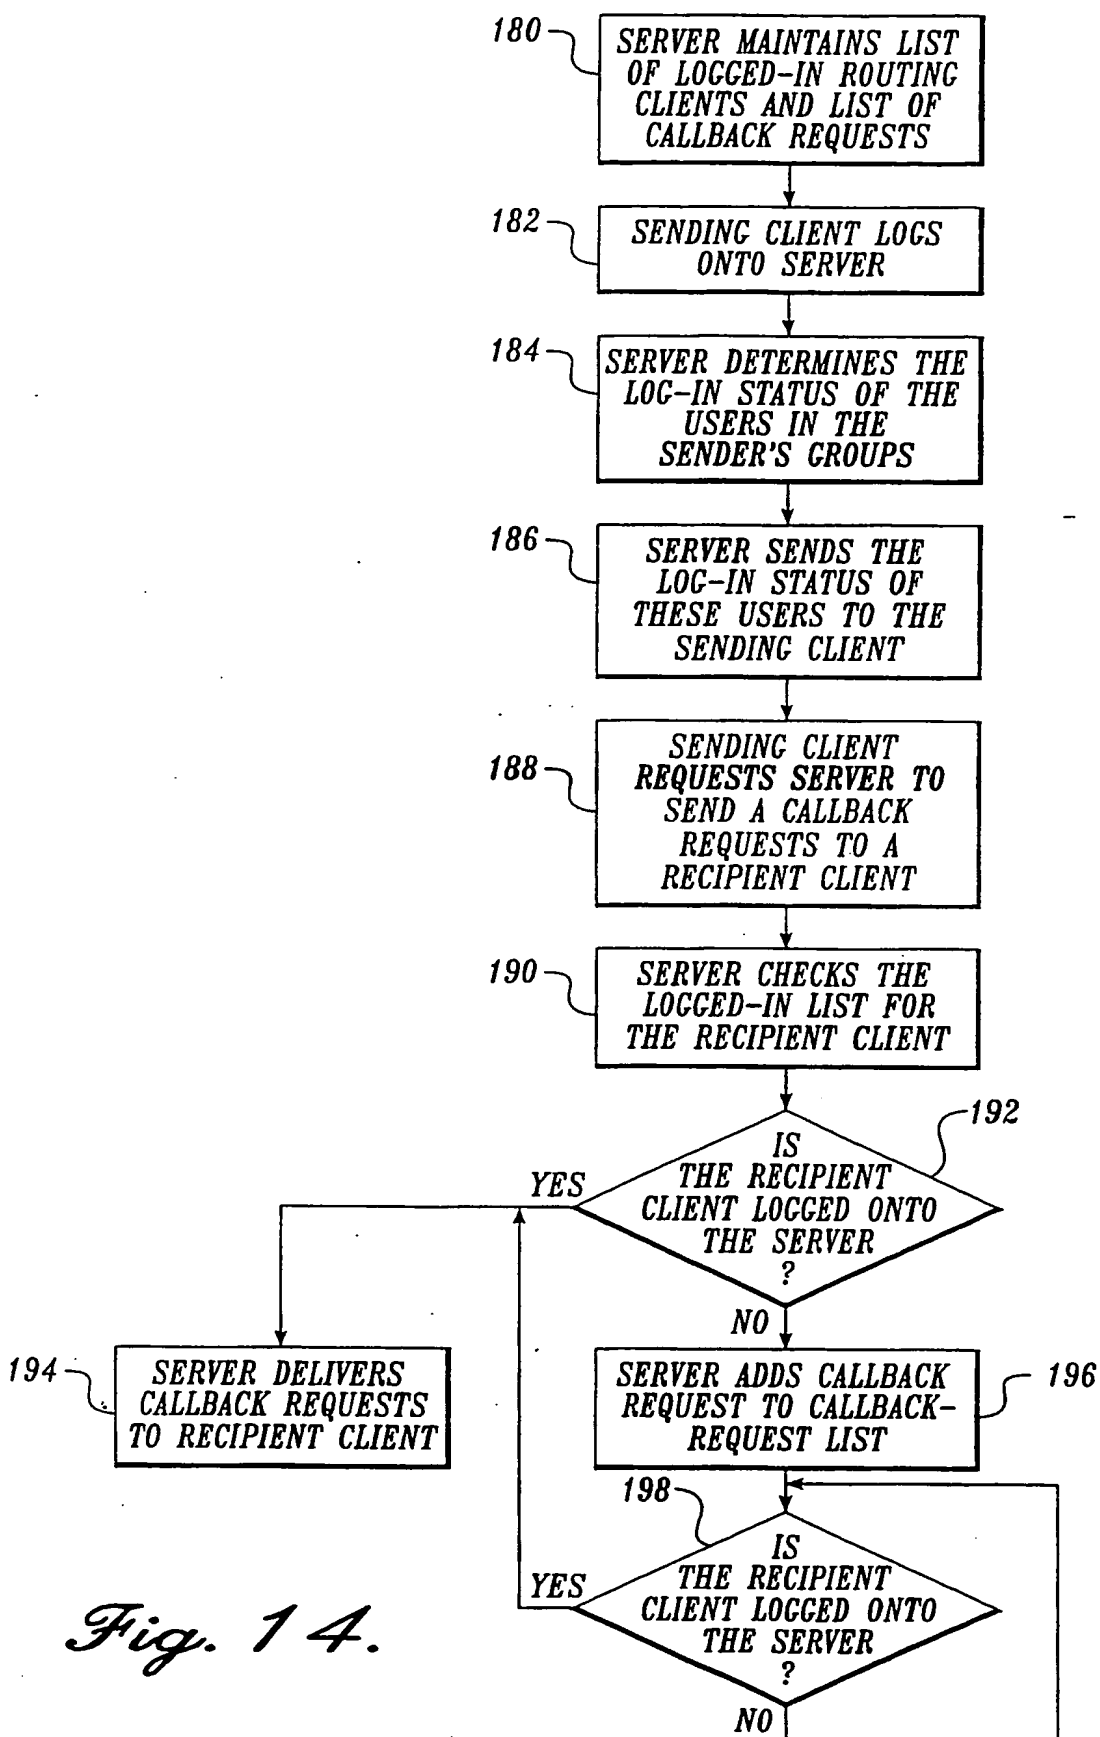 180
SERVER MAINTAINS LIST
OF LOGGED-IN ROUTING
CLIENTS AND LIST OF
CALLBACK REQUESTS
182
SENDING CLIENT LOGS
ONTO SERVER
184
SERVER DETERMINES THE
LOG-IN STATUS OF THE
USERS IN THE
SENDER'S GROUPS
186
SERVER SENDS THE
LOG-IN STATUS OF
THESE USERS TO THE
SENDING CLIENT
188
SENDING CLIENT
REQUESTS SERVER TO
SEND A CALLBACK
REQUESTS TO A
RECIPIENT CLIENT
190
SERVER CHECKS THE
LOGGED-IN LIST FOR
THE RECIPIENT CLIENT
192
IS
THE RECIPIENT
CLIENT LOGGED ONTO
THE SERVER
?
YES
NO
194
SERVER DELIVERS
CALLBACK REQUESTS
TO RECIPIENT CLIENT
SERVER ADDS CALLBACK
REQUEST TO CALLBACK-
REQUEST LIST
196
198
IS
THE RECIPIENT
CLIENT LOGGED ONTO
THE SERVER
?
YES
NO
Fig. 14.